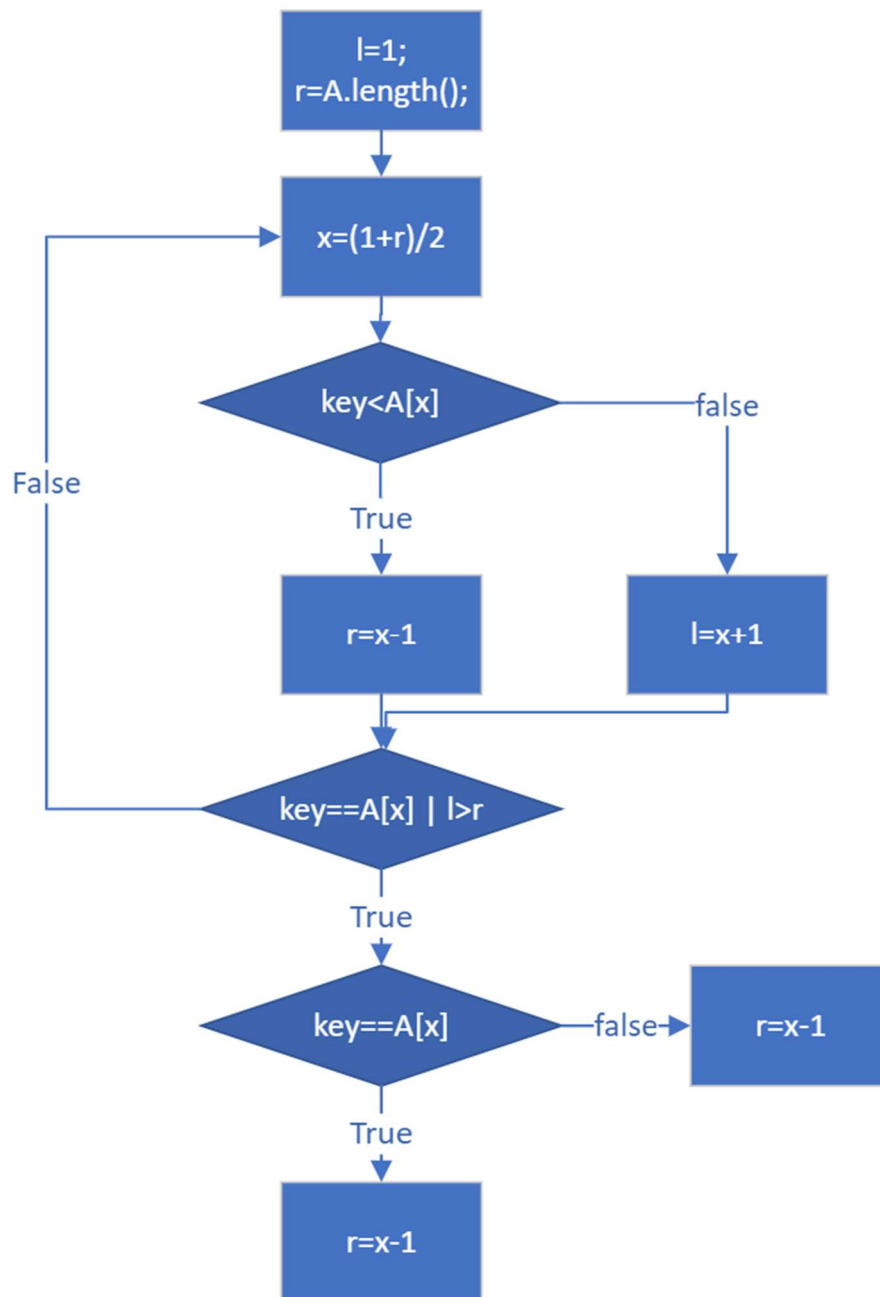 l=1;
r=A.length();
x=(1+r)/2
key<A[x]
false
False
True
r=x-1
l=x+1
key==A[x] | l>r
True
key==A[x]
false
r=x-1
True
r=x-1